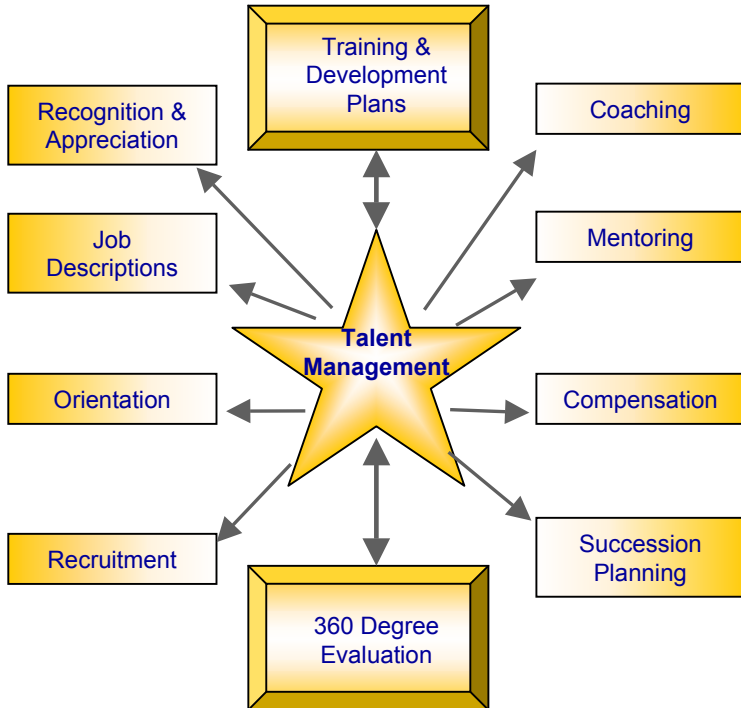 Training &
Development
Plans
Recognition &
Appreciation
Coaching
Job
Descriptions
Mentoring
Talent
Management
Orientation
Compensation
Recruitment
Succession
Planning
360 Degree
Evaluation